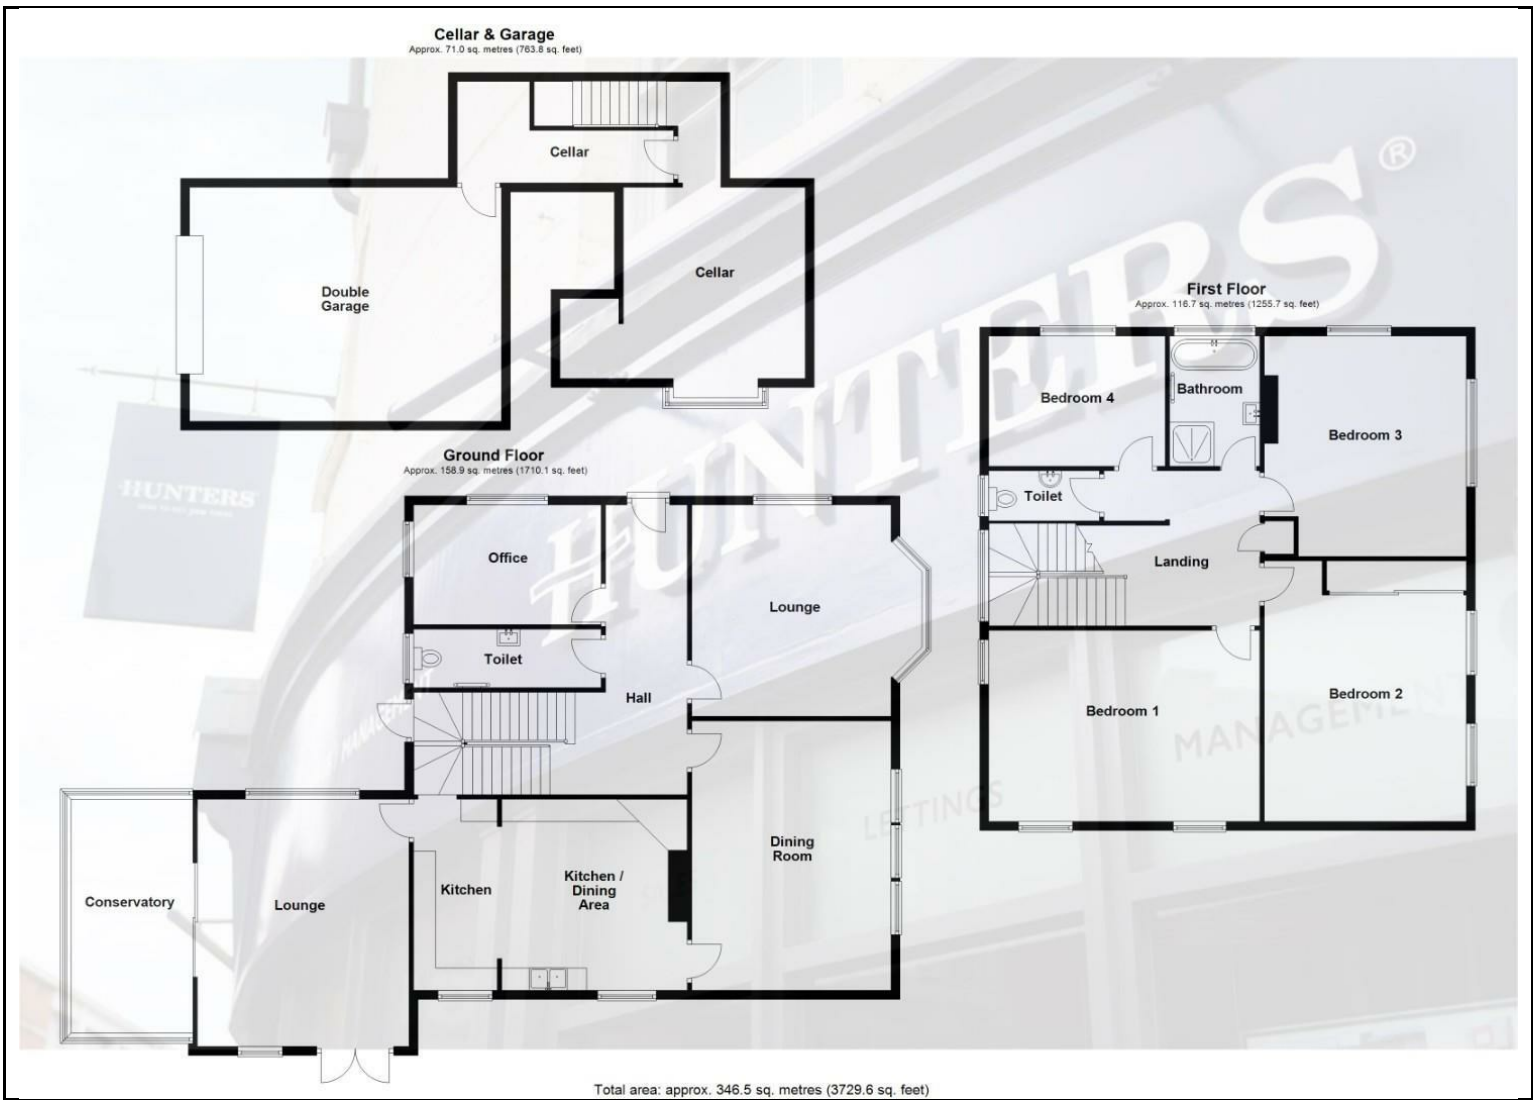 Cellar & Garage
Approx. 71.0 sq. metres (763.8 sq. feet)
Cellar
Double
Garage
Cellar
First Floor
Approx. 116.7 sq. metres (1255.7 sq. feet)
Bedroom 4
Bathroom
Bedroom 3
Toilet
Landing
Bedroom 1
Bedroom 2
Ground Floor
Approx. 158.9 sq. metres (1710.1 sq. feet)
Office
Toilet
Hall
Lounge
Conservatory
Lounge
Kitchen
Kitchen /
Dining
Area
Dining
Room
HUNTERS®
HUNTERS
MANAGEMENT
LETTINGS
MANAGEMENT
Total area: approx. 346.5 sq. metres (3729.6 sq. feet)